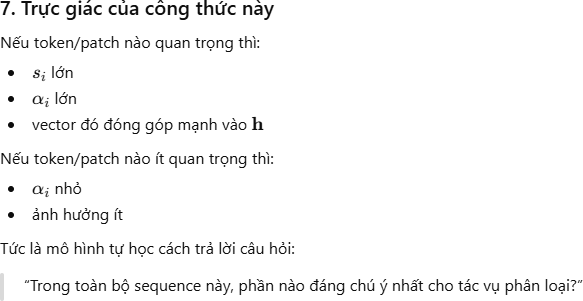 7. Trực giác của công thức này
Nếu token/patch nào quan trọng thì:
• sᵢ lớn
• αᵢ lớn
• vector đó đóng góp mạnh vào h
Nếu token/patch nào ít quan trọng thì:
• αᵢ nhỏ
• ảnh hưởng ít
Tức là mô hình tự học cách trả lời câu hỏi:
“Trong toàn bộ sequence này, phần nào đáng chú ý nhất cho tác vụ phân loại?”